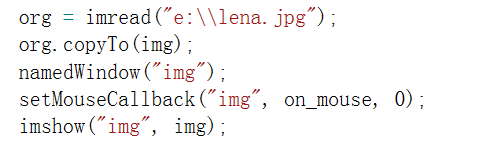 org = imread("e:\\lena.jpg");
org.copyTo(img);
namedWindow("img");
setMouseCallback("img", on_mouse, 0);
imshow("img", img);